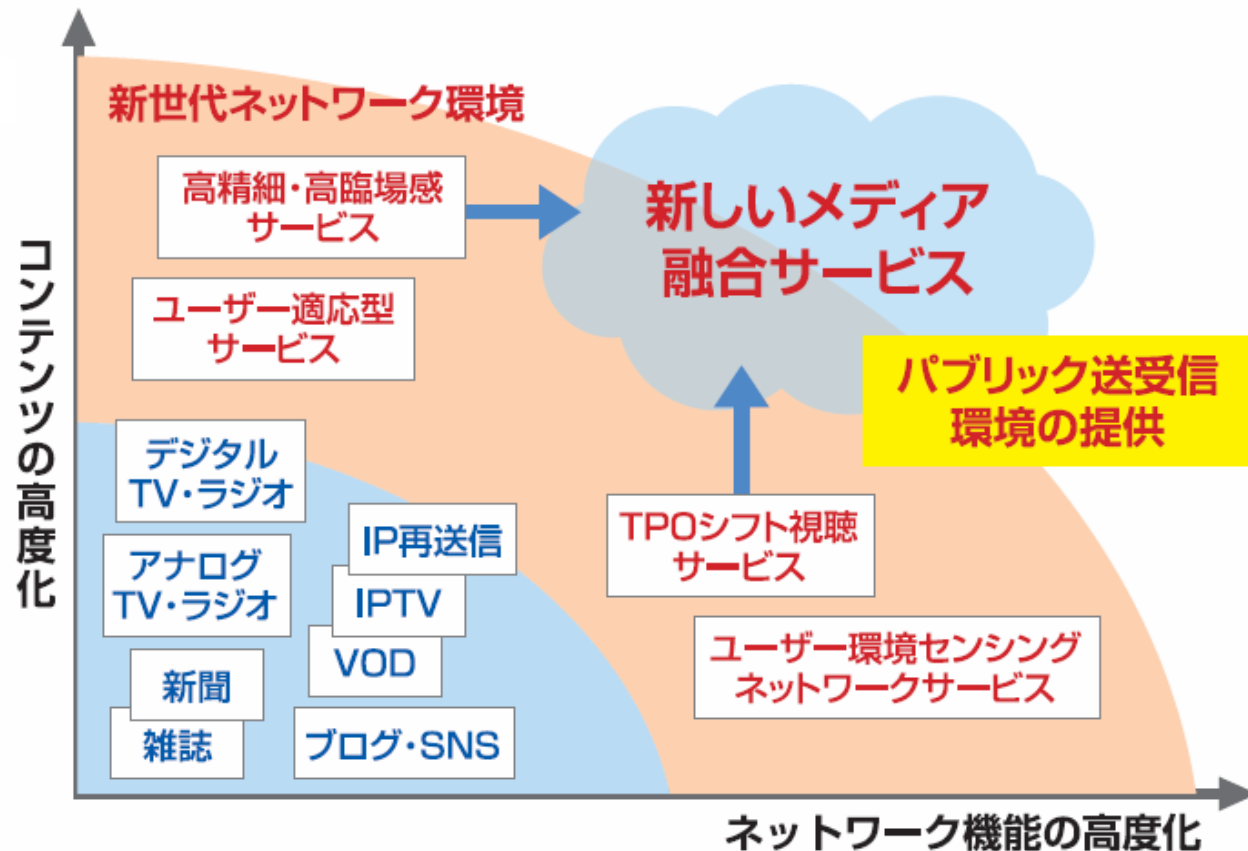 新世代ネットワーク環境
高精細・高臨場感
サービス
新しいメディア
融合サービス
ユーザー適応型
サービス
パブリック送受信
環境の提供
コンテンツの高度化
デジタル
TV・ラジオ
IP再送信
TPOシフト視聴
サービス
アナログ
TV・ラジオ
IPTV
VOD
ユーザー環境センシング
ネットワークサービス
新聞
雑誌
ブログ・SNS
ネットワーク機能の高度化